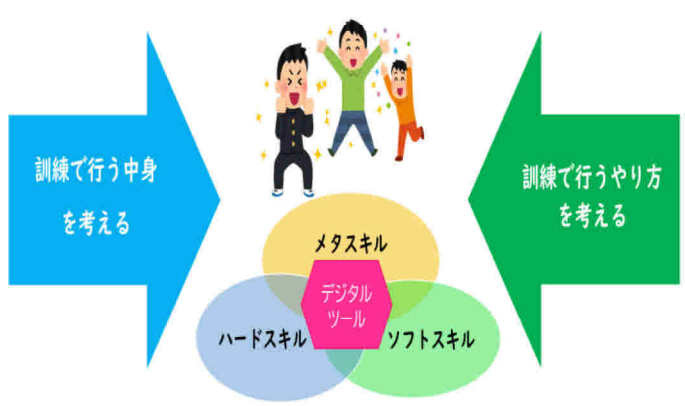 訓練で行う中身
を考える
訓練で行うやり方
を考える
メタスキル
デジタル
ツール
ハードスキル
ソフトスキル